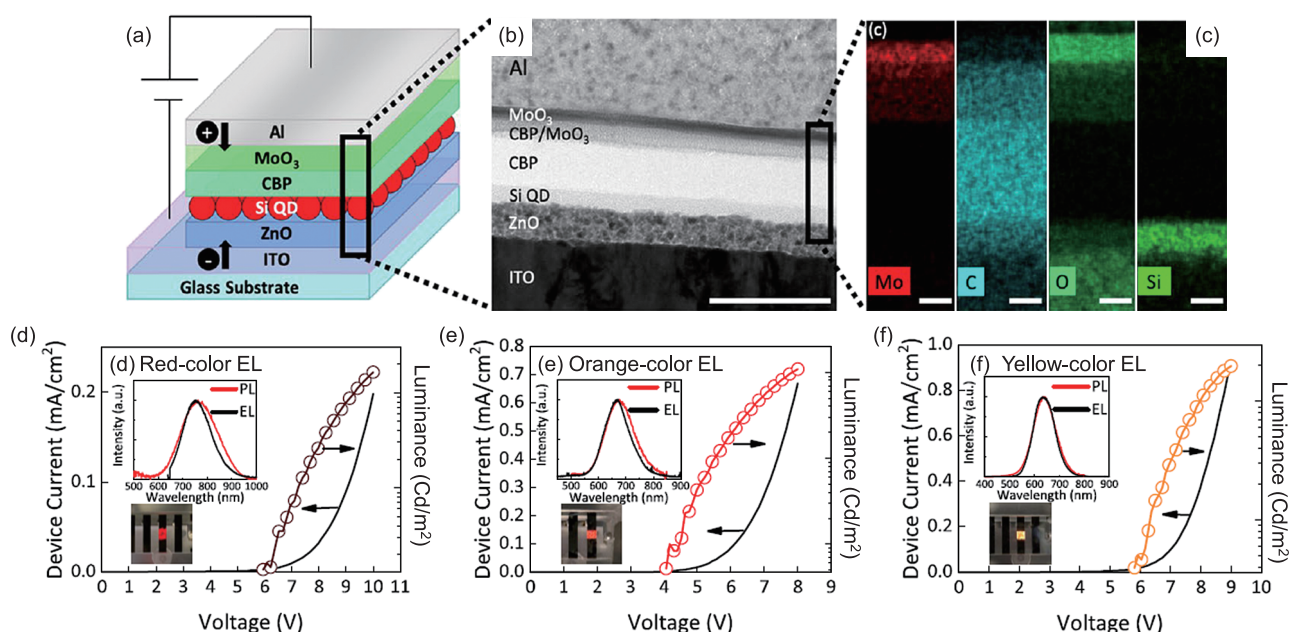 (a)
+
Al
MoO3
CBP
Si QD
ZnO
-
ITO
Glass Substrate
(b)
Al
MoO3
CBP/MoO3
CBP
Si QD
ZnO
ITO
(c)
(c)
Mo
C
O
Si
(d)
(d) Red-color EL
Device Current (mA/cm²)
0.2
0.1
0.0
Luminance (Cd/m²)
0 1 2 3 4 5 6 7 8 9 10 11
Voltage (V)
PL
EL
Intensity (a.u.)
500 600 700 800 900 1000
Wavelength (nm)
(e)
(e) Orange-color EL
Device Current (mA/cm²)
0.8
0.7
0.6
0.5
0.4
0.3
0.2
0.1
0.0
Luminance (Cd/m²)
0 1 2 3 4 5 6 7 8 9
Voltage (V)
PL
EL
Intensity (a.u.)
500 600 700 800 900
Wavelength (nm)
(f)
(f) Yellow-color EL
Device Current (mA/cm²)
1.0
0.8
0.6
0.4
0.2
0.0
Luminance (Cd/m²)
0 1 2 3 4 5 6 7 8 9 10
Voltage (V)
PL
EL
Intensity (a.u.)
400 500 600 700 800 900
Wavelength (nm)